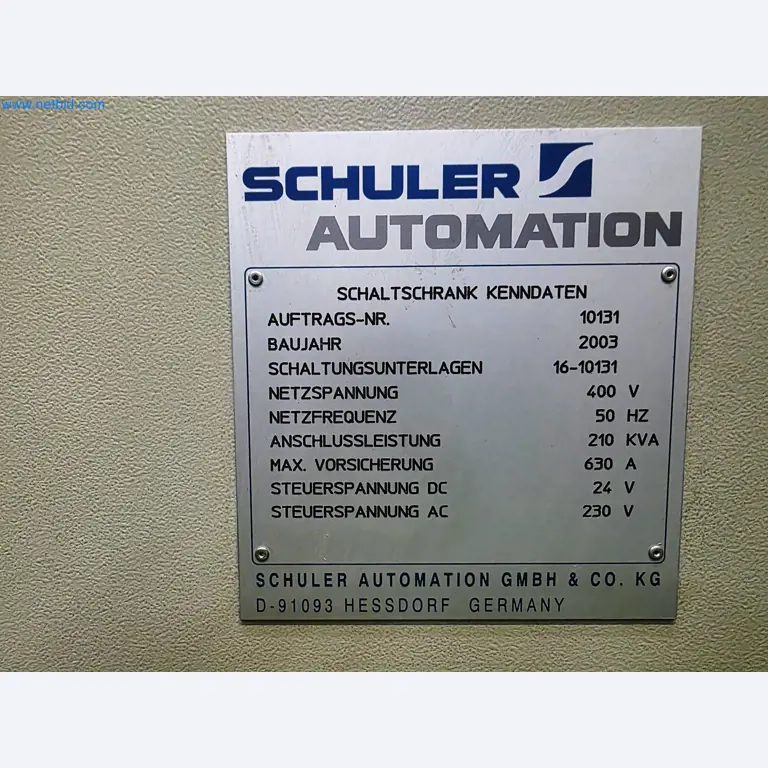 www.netbid.com
SCHULER
AUTOMATION
SCHALTSCHRANK KENNDATEN
AUFTRAGS-NR. 10131
BAUJAHR 2003
SCHALTUNGSUNTERLAGEN 16-10131
NETZSPANNUNG 400 V
NETZFREQUENZ 50 HZ
ANSCHLUSSLEISTUNG 210 KVA
MAX. VORSICHERUNG 630 A
STEUERSPANNUNG DC 24 V
STEUERSPANNUNG AC 230 V
SCHULER AUTOMATION GMBH & CO. KG
D-91093 HESSDORF GERMANY